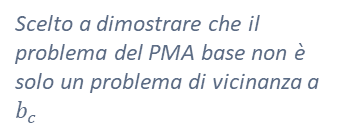 Scelto a dimostrare che il
problema del PMA base non è
solo un problema di vicinanza a
b_c